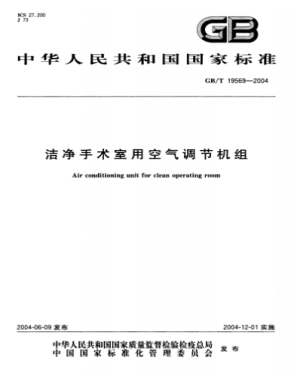 ICS 27.200
J 73
GB
中华人民共和国国家标准
GB/T 19569—2004
洁净手术室用空气调节机组
Air conditioning unit for clean operating room
2004-06-09 发布
2004-12-01 实施
中华人民共和国国家质量监督检验检疫总局
中国国家标准化管理委员会
发布